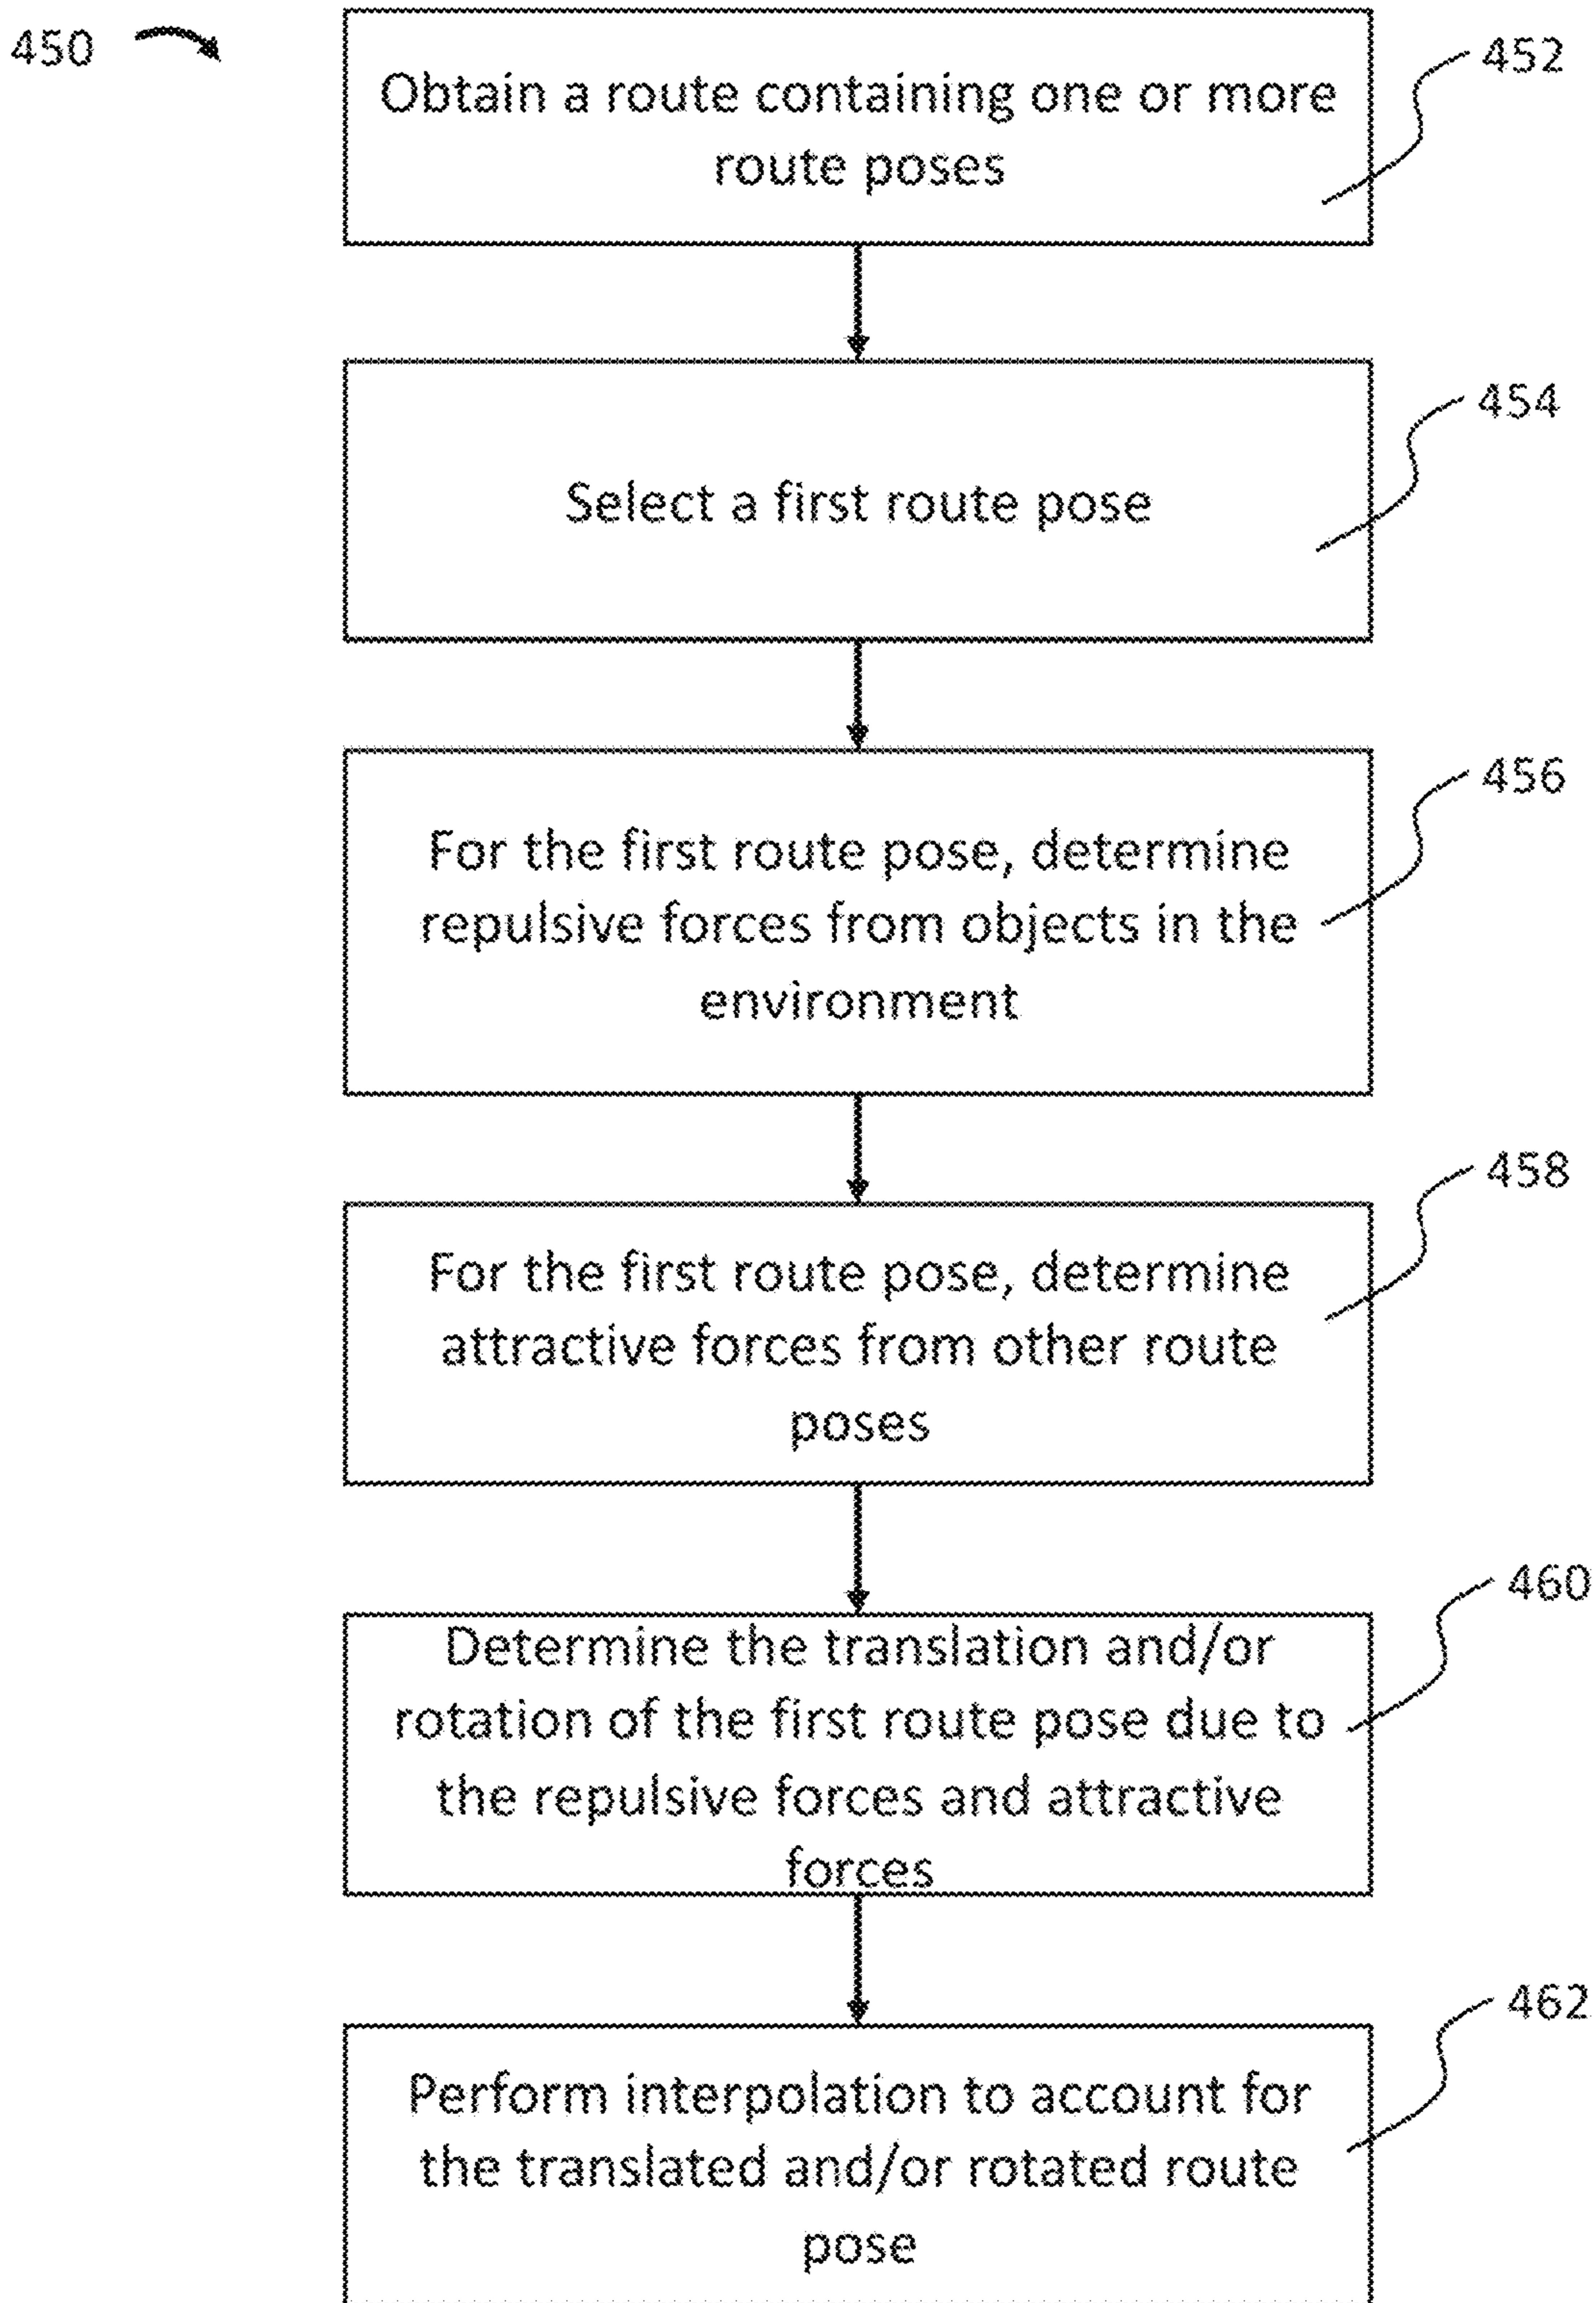 450
452
Obtain a route containing one or more
route poses
454
Select a first route pose
456
For the first route pose, determine
repulsive forces from objects in the
environment
458
For the first route pose, determine
attractive forces from other route
poses
460
Determine the translation and/or
rotation of the first route pose due to
the repulsive forces and attractive
forces
462
Perform interpolation to account for
the translated and/or rotated route
pose